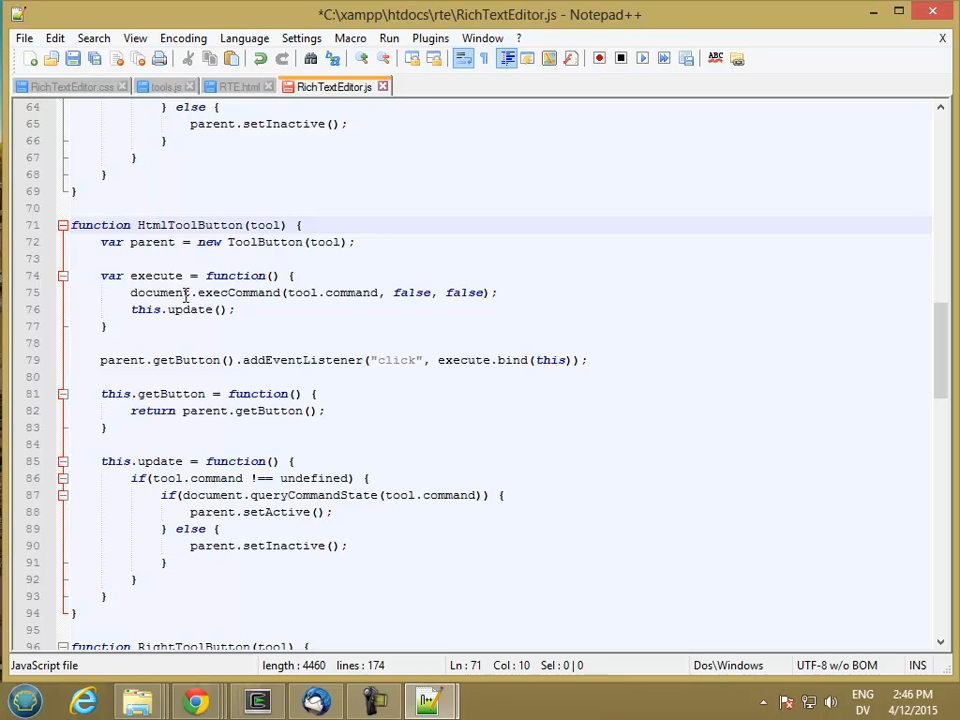 *C:\xampp\htdocs\rte\RichTextEditor.js - Notepad++
File Edit Search View Encoding Language Settings Macro Run Plugins Window ? X
RichTextEditor.css tools.js RTE.html RichTextEditor.js
64 } else {
65 parent.setInactive();
66 }
67 }
68 }
69 }
70
71 function HtmlToolButton(tool) {
72 var parent = new ToolButton(tool);
73
74 var execute = function() {
75 document.execCommand(tool.command, false, false);
76 this.update();
77 }
78
79 parent.getButton().addEventListener("click", execute.bind(this));
80
81 this.getButton = function() {
82 return parent.getButton();
83 }
84
85 this.update = function() {
86 if(tool.command !== undefined) {
87 if(document.queryCommandState(tool.command)) {
88 parent.setActive();
89 } else {
90 parent.setInactive();
91 }
92 }
93 }
94 }
95
96 function RightToolButton(tool) {
JavaScript file length : 4460 lines : 174 Ln : 71 Col : 10 Sel : 0 | 0 Dos\Windows UTF-8 w/o BOM INS
ENG 2:46 PM
DV 4/12/2015